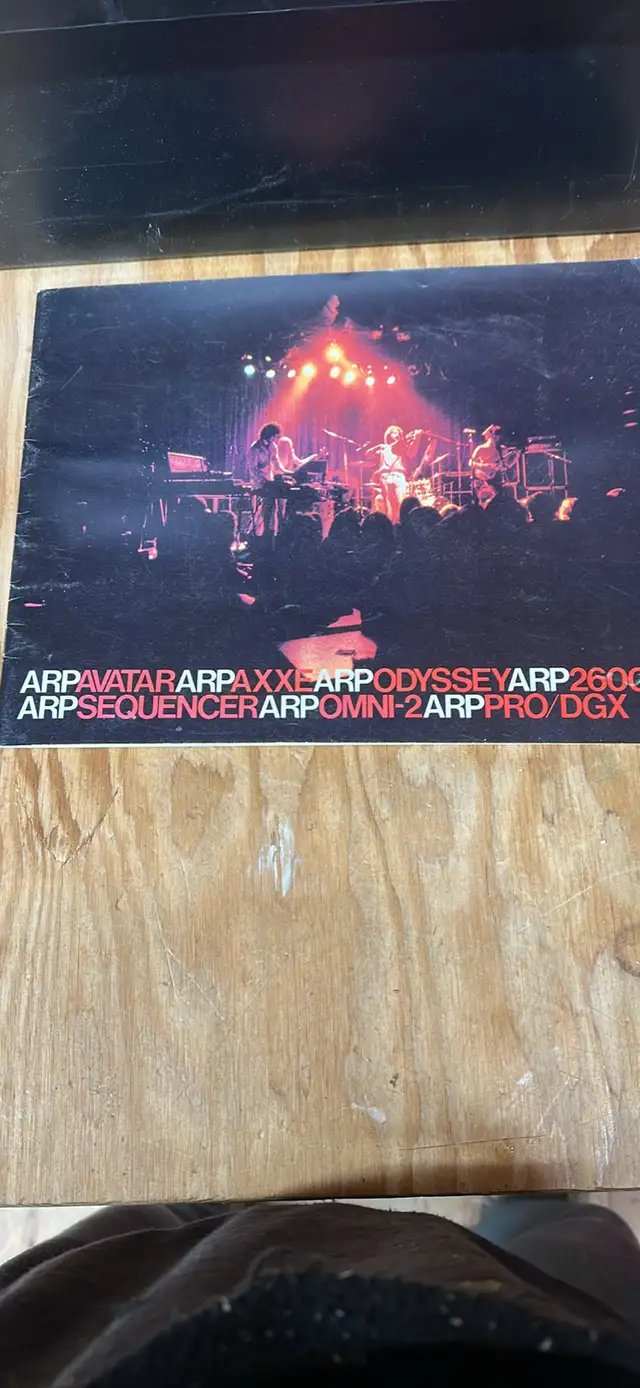 ARPAVATARARPAXXEARPODYSSEYARP2600
ARPSEQUENCERARPOMNI-2ARPPRO/DGX